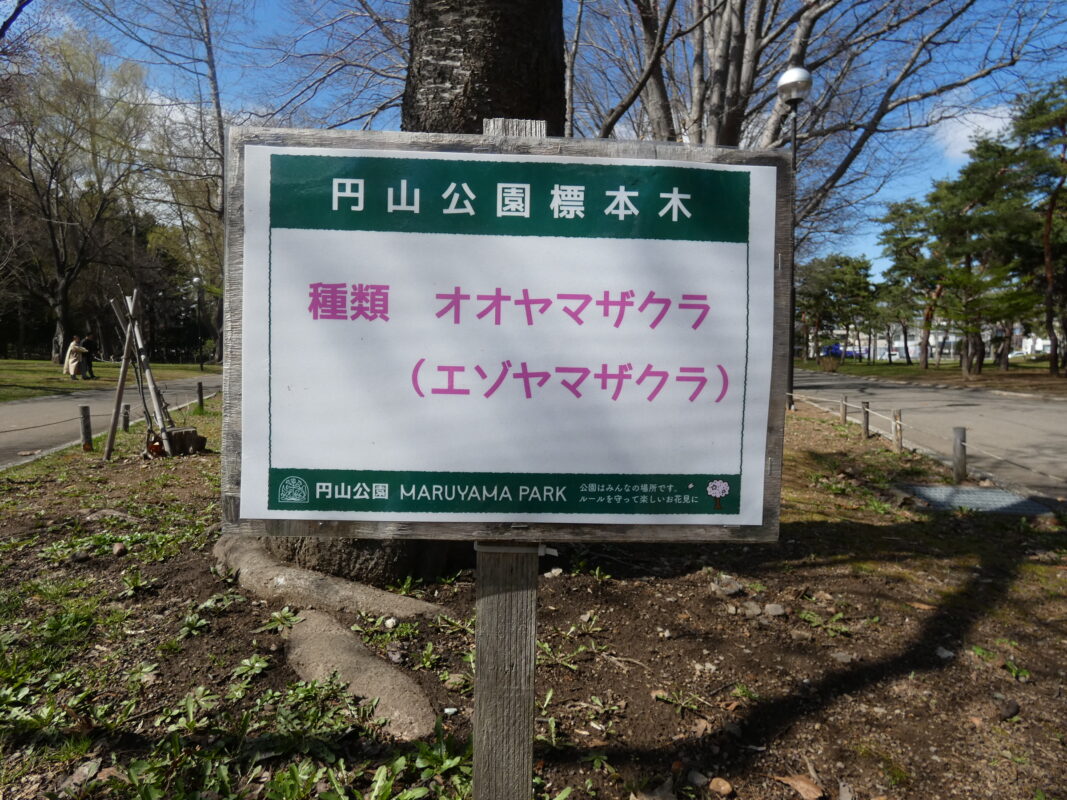 円山公園標本木
種類 オオヤマザクラ
（エゾヤマザクラ）
円山公園 MARUYAMA PARK
公園はみんなの場所です。
ルールを守って楽しいお花見に